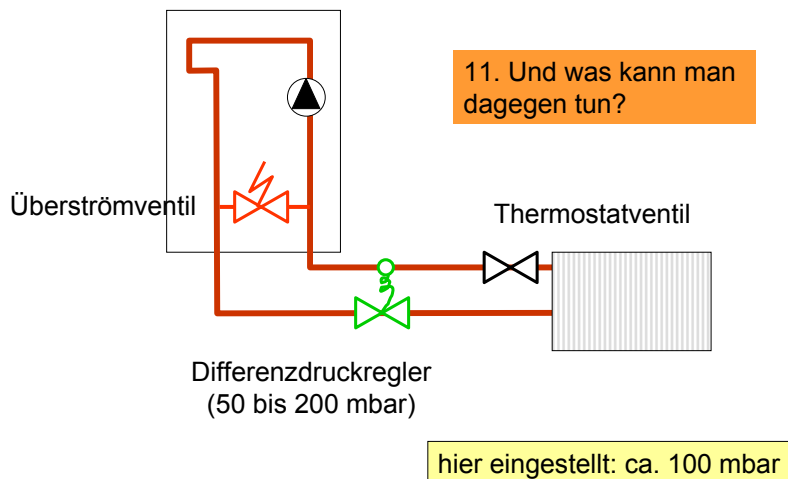 11. Und was kann man
dagegen tun?
Überströmventil
Thermostatventil
Differenzdruckregler
(50 bis 200 mbar)
hier eingestellt: ca. 100 mbar